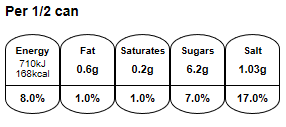 Per 1/2 can
Energy Fat Saturates Sugars Salt
710kJ
168kcal 0.6g 0.2g 6.2g 1.03g
8.0% 1.0% 1.0% 7.0% 17.0%